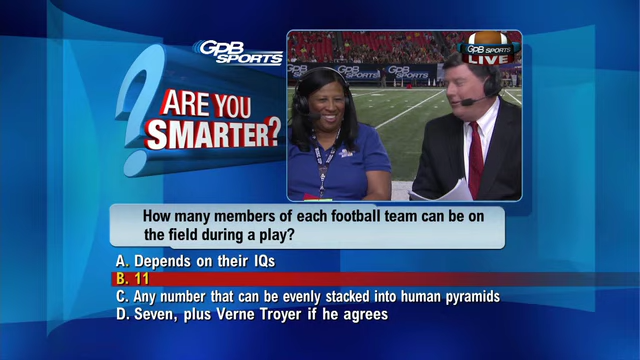 GPB
SPORTS
ARE YOU
SMARTER?
?
GPB SPORTS
LIVE
GPB SPORTS
GPB SPORTS
How many members of each football team can be on
the field during a play?
A. Depends on their IQs
B. 11
C. Any number that can be evenly stacked into human pyramids
D. Seven, plus Verne Troyer if he agrees